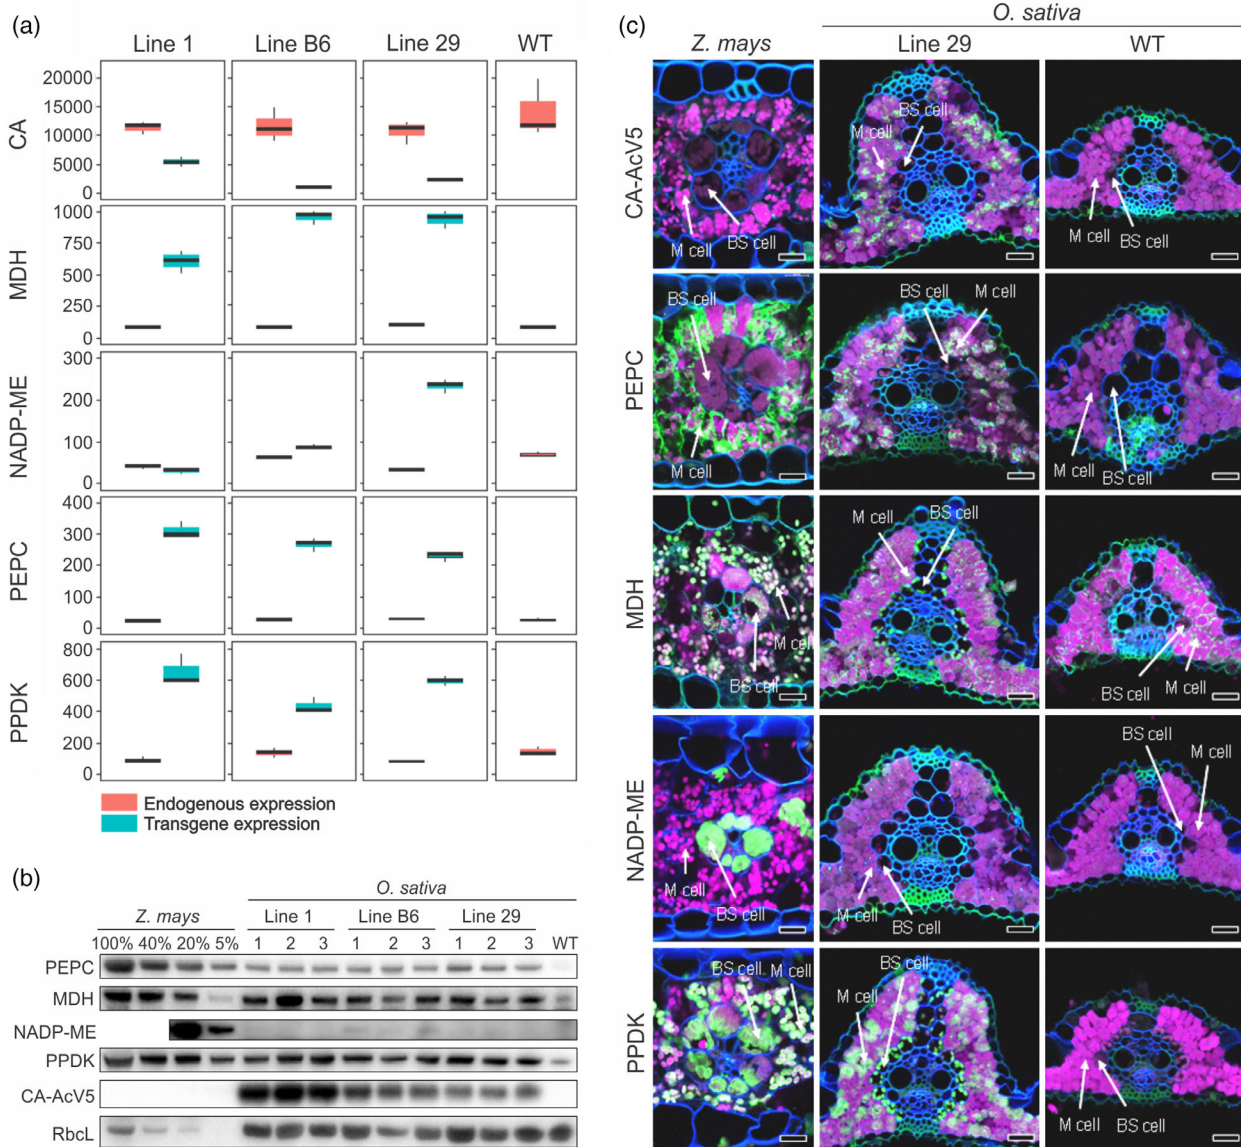 (a)
Line 1 Line B6 Line 29 WT
CA
20000
15000
10000
5000
0
MDH
1000
750
500
250
0
NADP-ME
300
200
100
0
PEPC
400
300
200
100
0
PPDK
800
600
400
200
0
Endogenous expression
Transgene expression
(b)
O. sativa
Z. mays Line 1 Line B6 Line 29
100% 40% 20% 5% 1 2 3 1 2 3 1 2 3 WT
PEPC
MDH
NADP-ME
PPDK
CA-AcV5
RbcL
(c)
O. sativa
Z. mays Line 29 WT
CA-AcV5
M cell BS cell
BS cell
M cell
M cell BS cell
PEPC
BS cell
M cell
BS cell M cell
M cell
BS cell
MDH
M cell
BS cell
M cell BS cell
BS cell M cell
NADP-ME
M cell
BS cell
M cell BS cell
BS cell
M cell
PPDK
BS cell M cell
BS cell
M cell
M cell BS cell